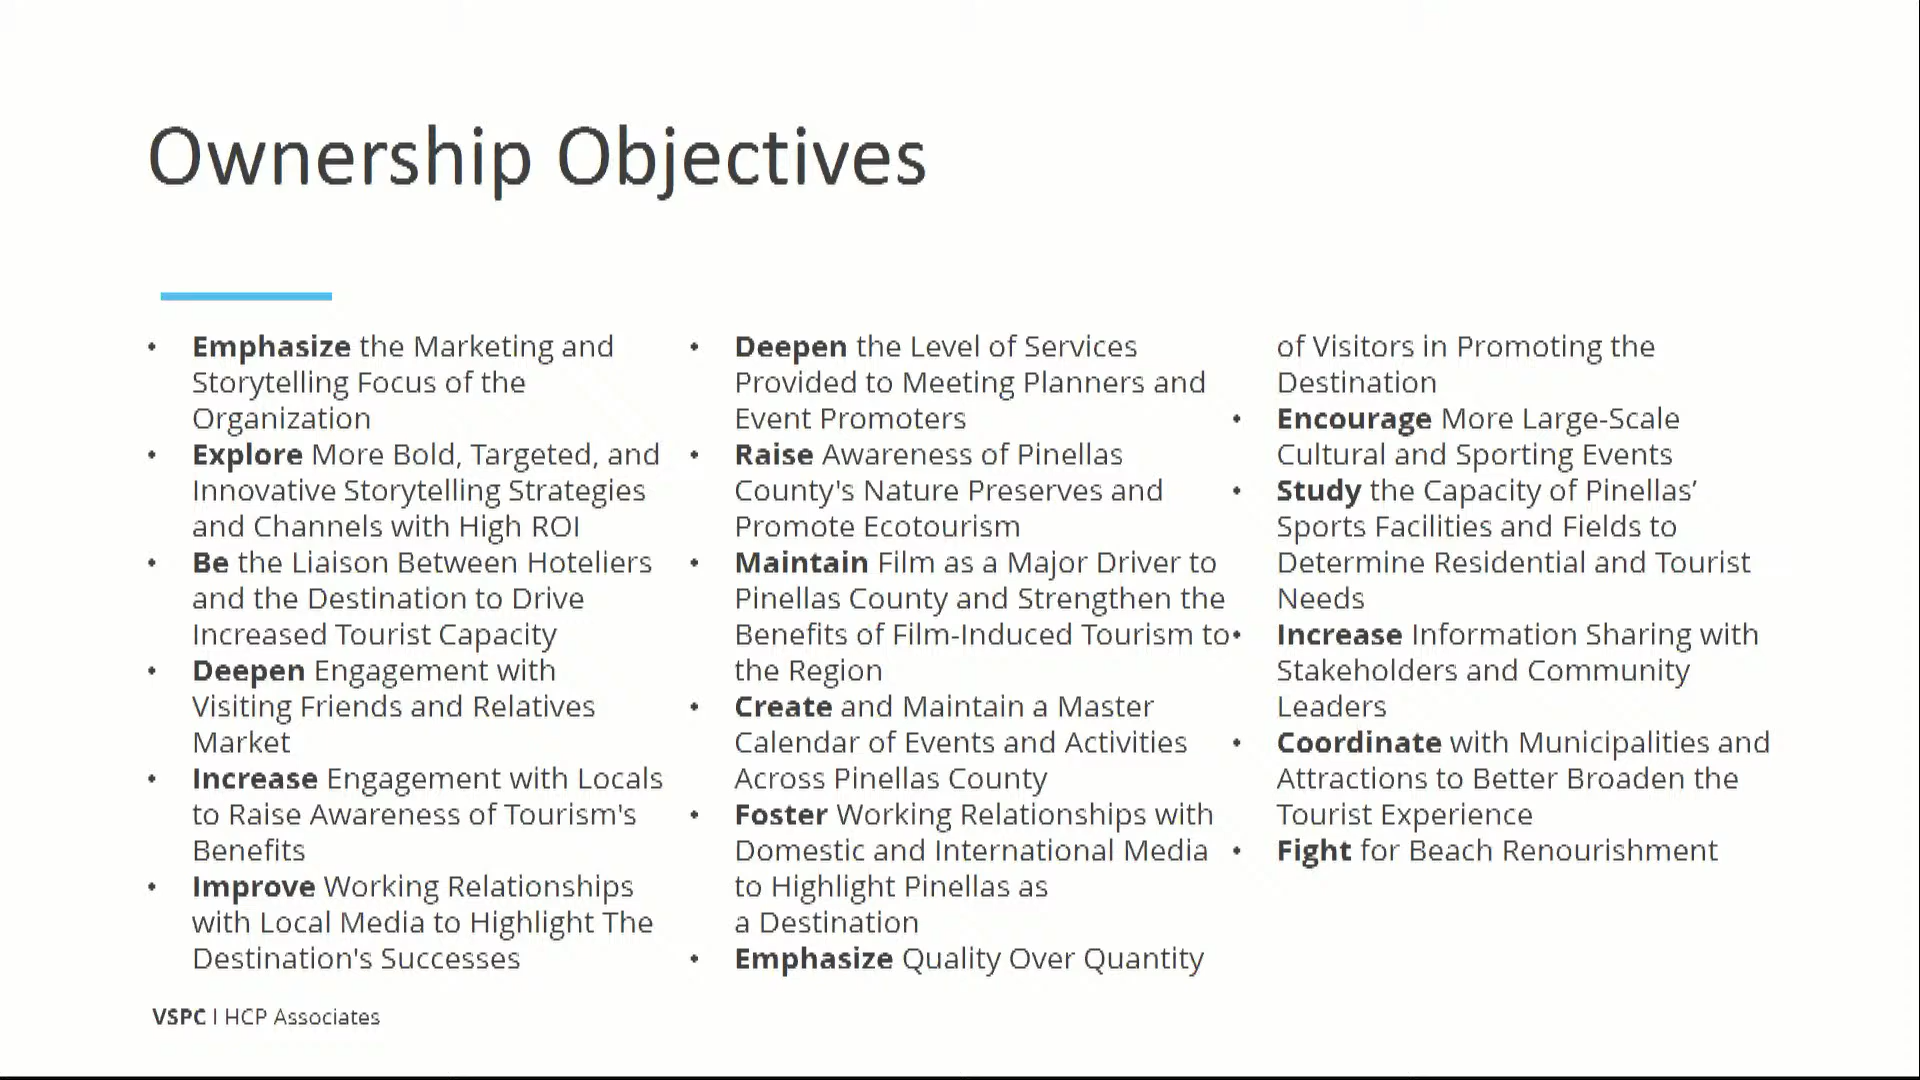 Ownership Objectives
• Emphasize the Marketing and
Storytelling Focus of the
Organization
• Explore More Bold, Targeted, and
Innovative Storytelling Strategies
and Channels with High ROI
• Be the Liaison Between Hoteliers
and the Destination to Drive
Increased Tourist Capacity
• Deepen Engagement with
Visiting Friends and Relatives
Market
• Increase Engagement with Locals
to Raise Awareness of Tourism's
Benefits
• Improve Working Relationships
with Local Media to Highlight The
Destination's Successes
• Deepen the Level of Services
Provided to Meeting Planners and
Event Promoters
• Raise Awareness of Pinellas
County's Nature Preserves and
Promote Ecotourism
• Maintain Film as a Major Driver to
Pinellas County and Strengthen the
Benefits of Film-Induced Tourism to
the Region
• Create and Maintain a Master
Calendar of Events and Activities
Across Pinellas County
• Foster Working Relationships with
Domestic and International Media
to Highlight Pinellas as
a Destination
• Emphasize Quality Over Quantity
of Visitors in Promoting the
Destination
• Encourage More Large-Scale
Cultural and Sporting Events
• Study the Capacity of Pinellas’
Sports Facilities and Fields to
Determine Residential and Tourist
Needs
• Increase Information Sharing with
Stakeholders and Community
Leaders
• Coordinate with Municipalities and
Attractions to Better Broaden the
Tourist Experience
• Fight for Beach Renourishment
VSPC I HCP Associates